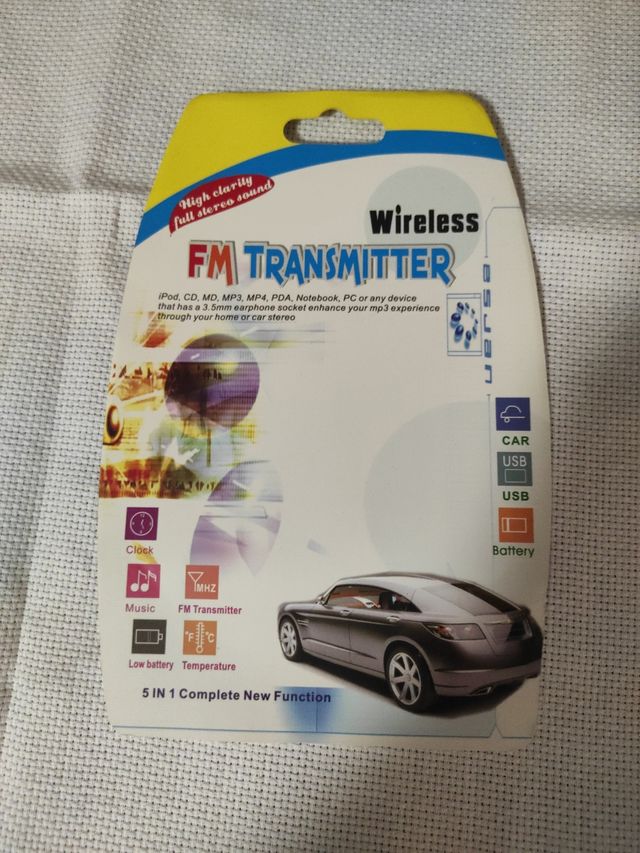 High clarity
full stereo sound
Wireless
FM TRANSMITTER
iPod, CD, MD, MP3, MP4, PDA, Notebook, PC or any device
that has a 3.5mm earphone socket enhance your mp3 experience
through your home or car stereo
CAR
USB
USB
Battery
Clock
MHZ
Music
FM Transmitter
°F °C
Low battery
Temperature
5 IN 1 Complete New Function